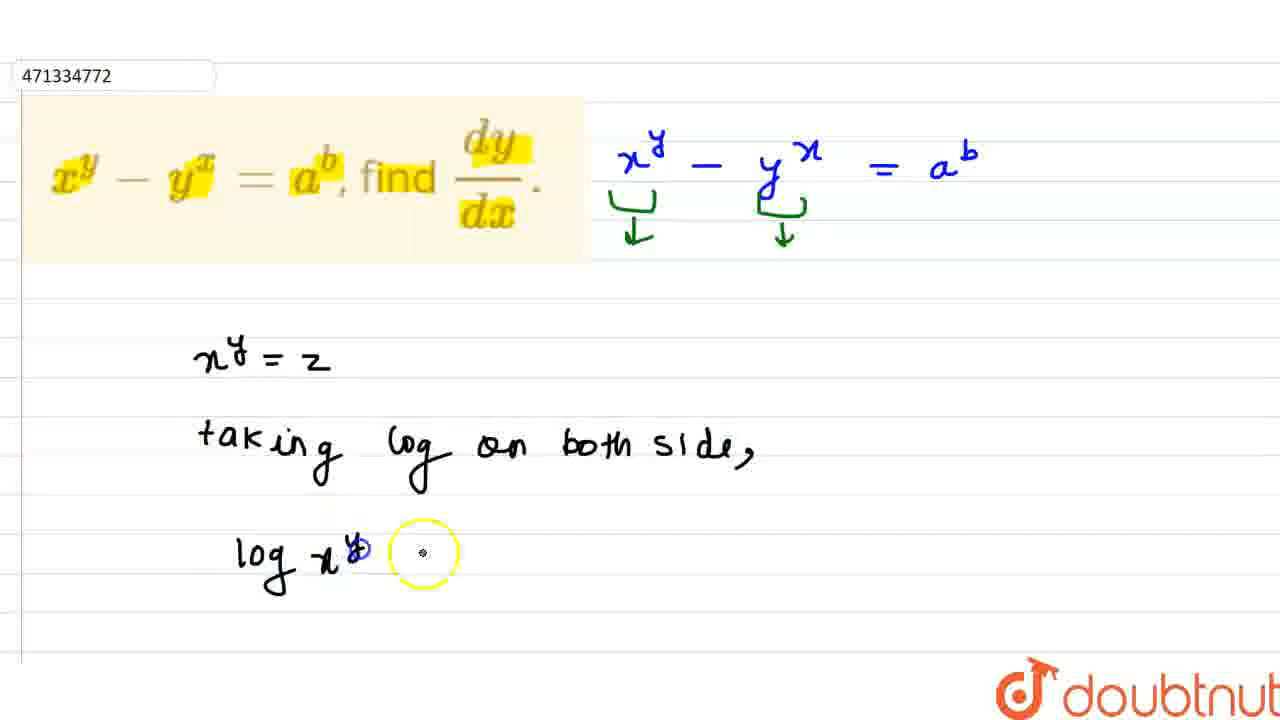 471334772
x^y − y^x = a^b, find dy/dx.
x^y − y^x = a^b
x^y = z
taking log on both side,
log x^y
doubtnut